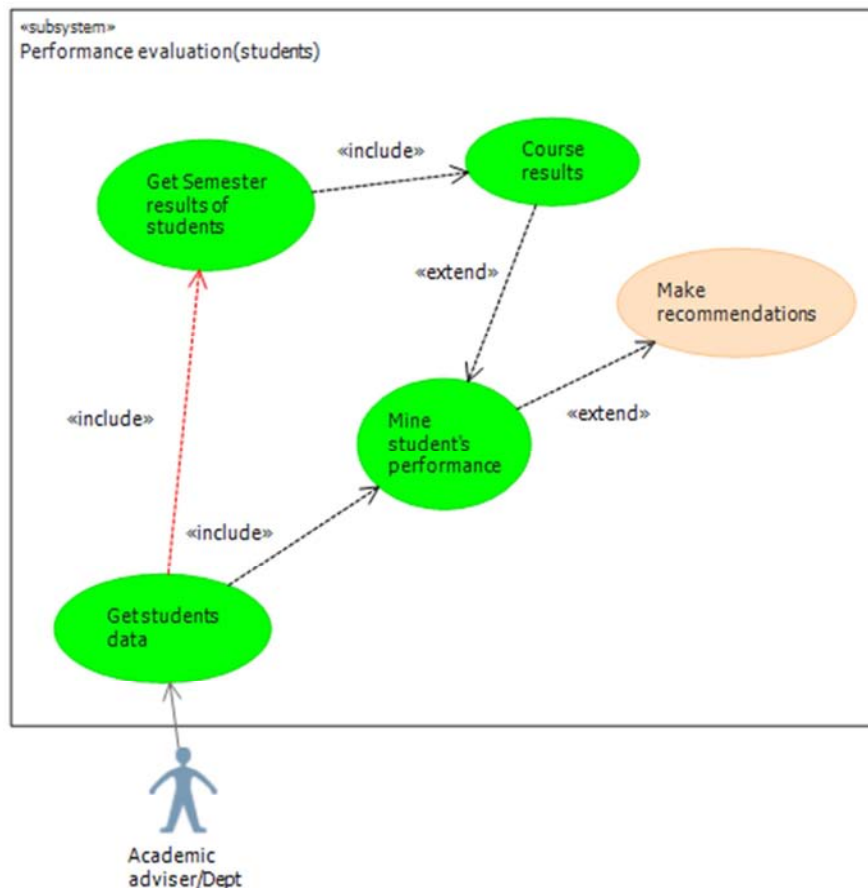 «subsystem»
Performance evaluation(students)
«include»
Course
results
Get Semester
results of
students
«extend»
Make
recommendations
«include»
Mine
student's
performance
«extend»
«include»
Get students
data
Academic
adviser/Dept